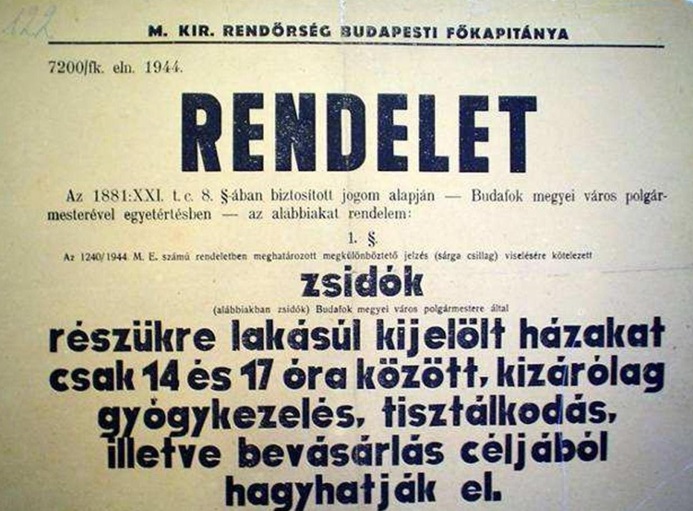 122
M. KIR. RENDŐRSÉG BUDAPESTI FŐKAPITÁNYA
7200/fk. eln. 1944.
RENDELET
Az 1881:XXI. t. c. 8. §-ában biztosított jogom alapján — Budafok megyei város polgár-
mesterével egyetértésben — az alábbiakat rendelem:
1. §.
Az 1240/1944. M. E. számú rendeletben meghatározott megkülönböztető jelzés (sárga csillag) viselésére kötelezett
zsidók
(alábbiakban zsidók) Budafok megyei város polgármestere által
részükre lakásúl kijelölt házakat
csak 14 és 17 óra között, kizárólag
gyógykezelés, tisztálkodás,
illetve bevásárlás céljából
hagyhatják el.